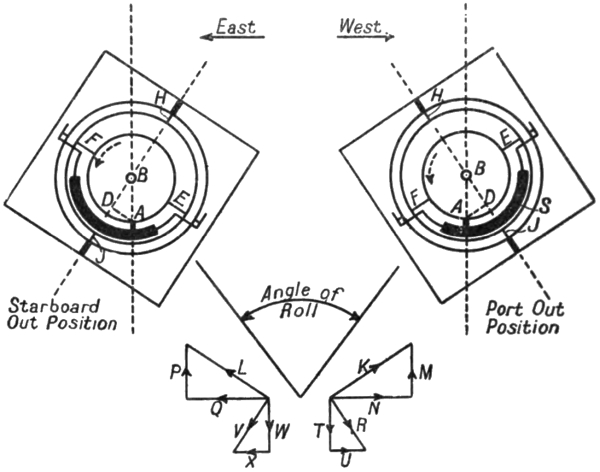 East
West
H
F
B
E
D
A
J
H
E
B
F
D
A
S
J
Starboard
Out Position
Angle of
Roll
Port Out
Position
P
L
Q
V
W
X
K
M
N
T
R
U